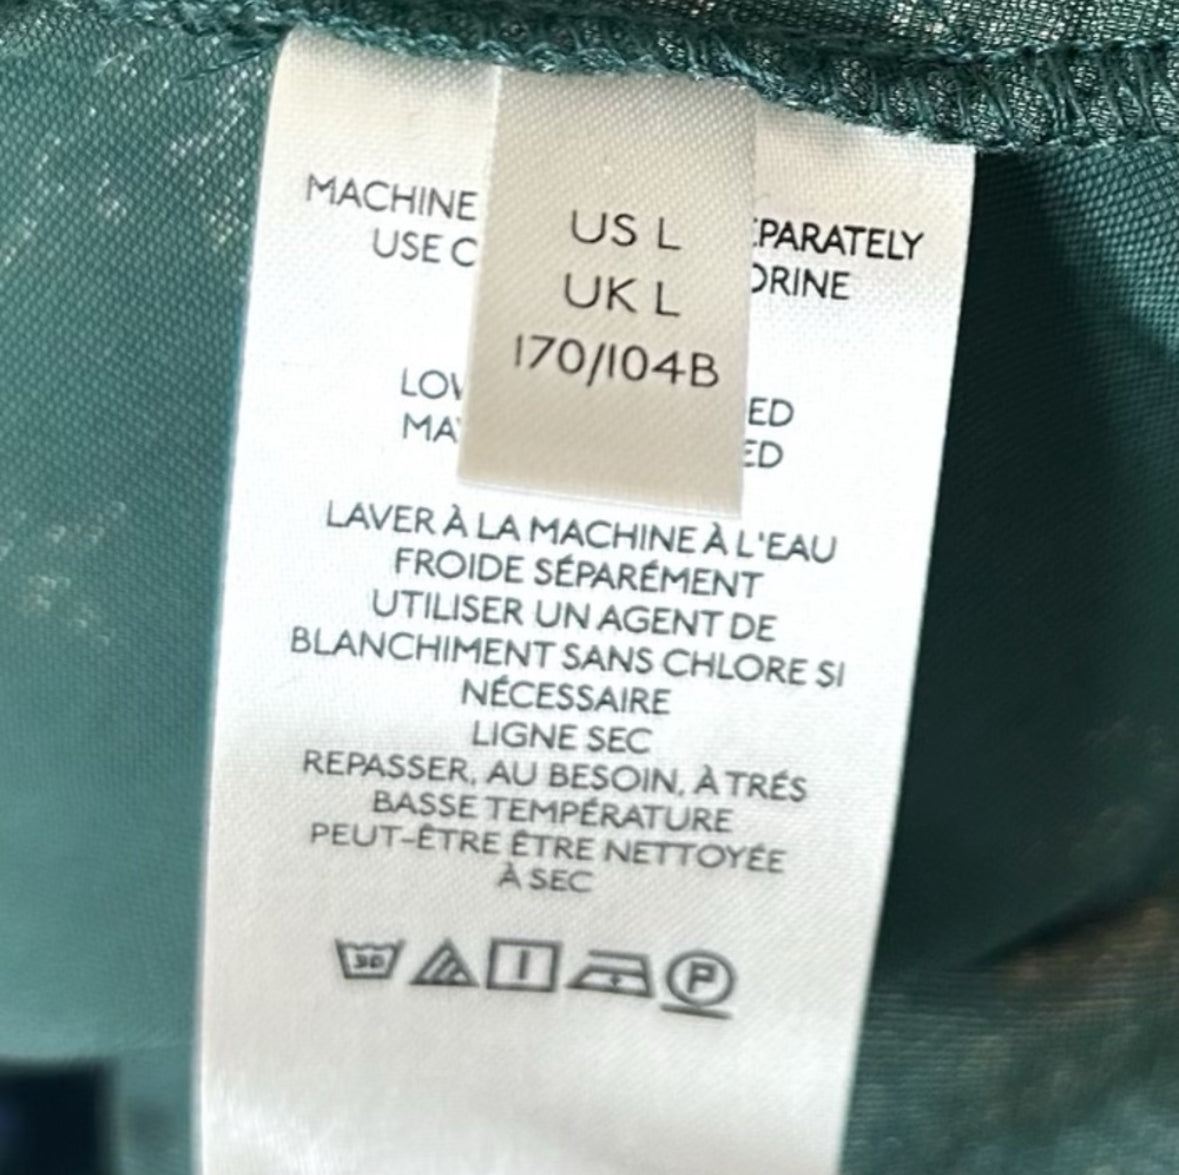 MACHINE
USE C
US L
UK L
170/104B
PARATELY
ORINE
LOW
MA
ED
ED
LAVER À LA MACHINE À L'EAU
FROIDE SÉPARÉMENT
UTILISER UN AGENT DE
BLANCHIMENT SANS CHLORE SI
NÉCESSAIRE
LIGNE SEC
REPASSER, AU BESOIN, À TRÉS
BASSE TEMPÉRATURE
PEUT-ÊTRE ÊTRE NETTOYÉE
À SEC
30
P